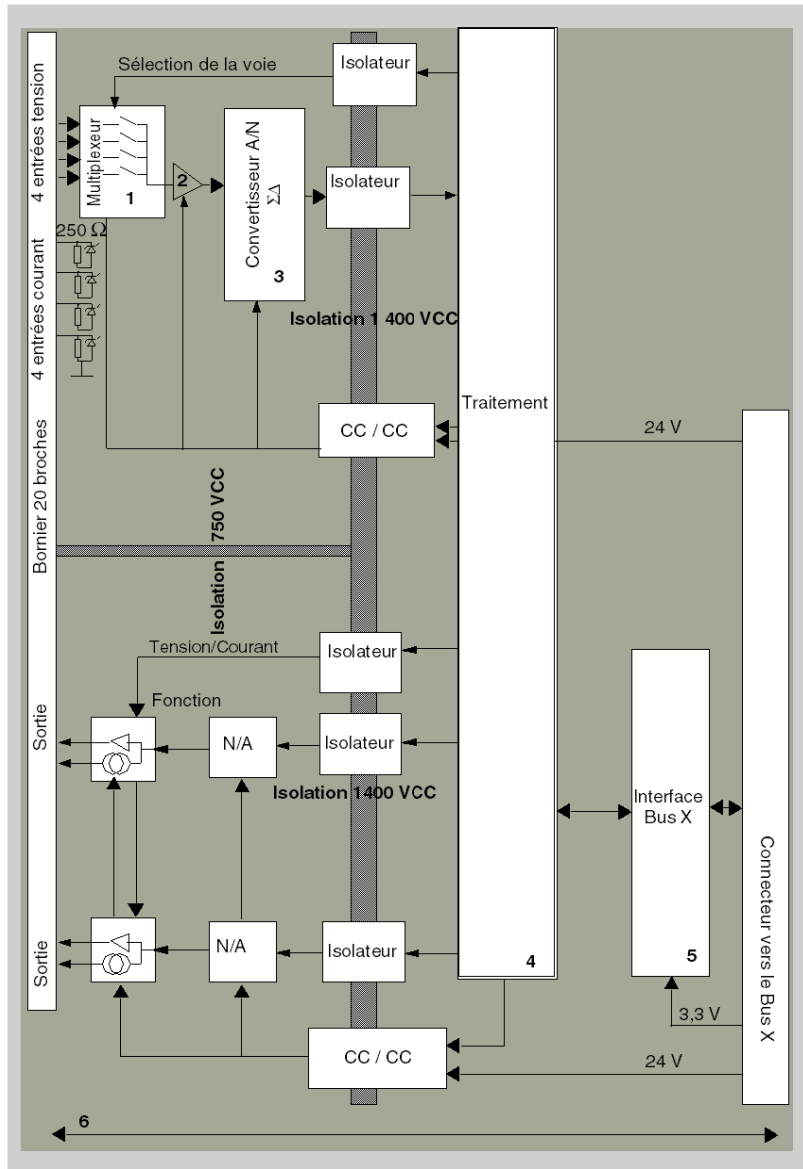 4 entrées tension
Sélection de la voie
Isolateur
Multiplexeur
1
2
Convertisseur A/N
ΣΔ
3
Isolateur
250 Ω
4 entrées courant
Isolation 1 400 VCC
Traitement
CC / CC
24 V
Bornier 20 broches
Isolation 750 VCC
Tension/Courant
Isolateur
Fonction
Sortie
N/A
Isolateur
Isolation 1400 VCC
Interface
Bus X
Connecteur vers le Bus X
Sortie
N/A
Isolateur
4
5
3,3 V
CC / CC
24 V
6